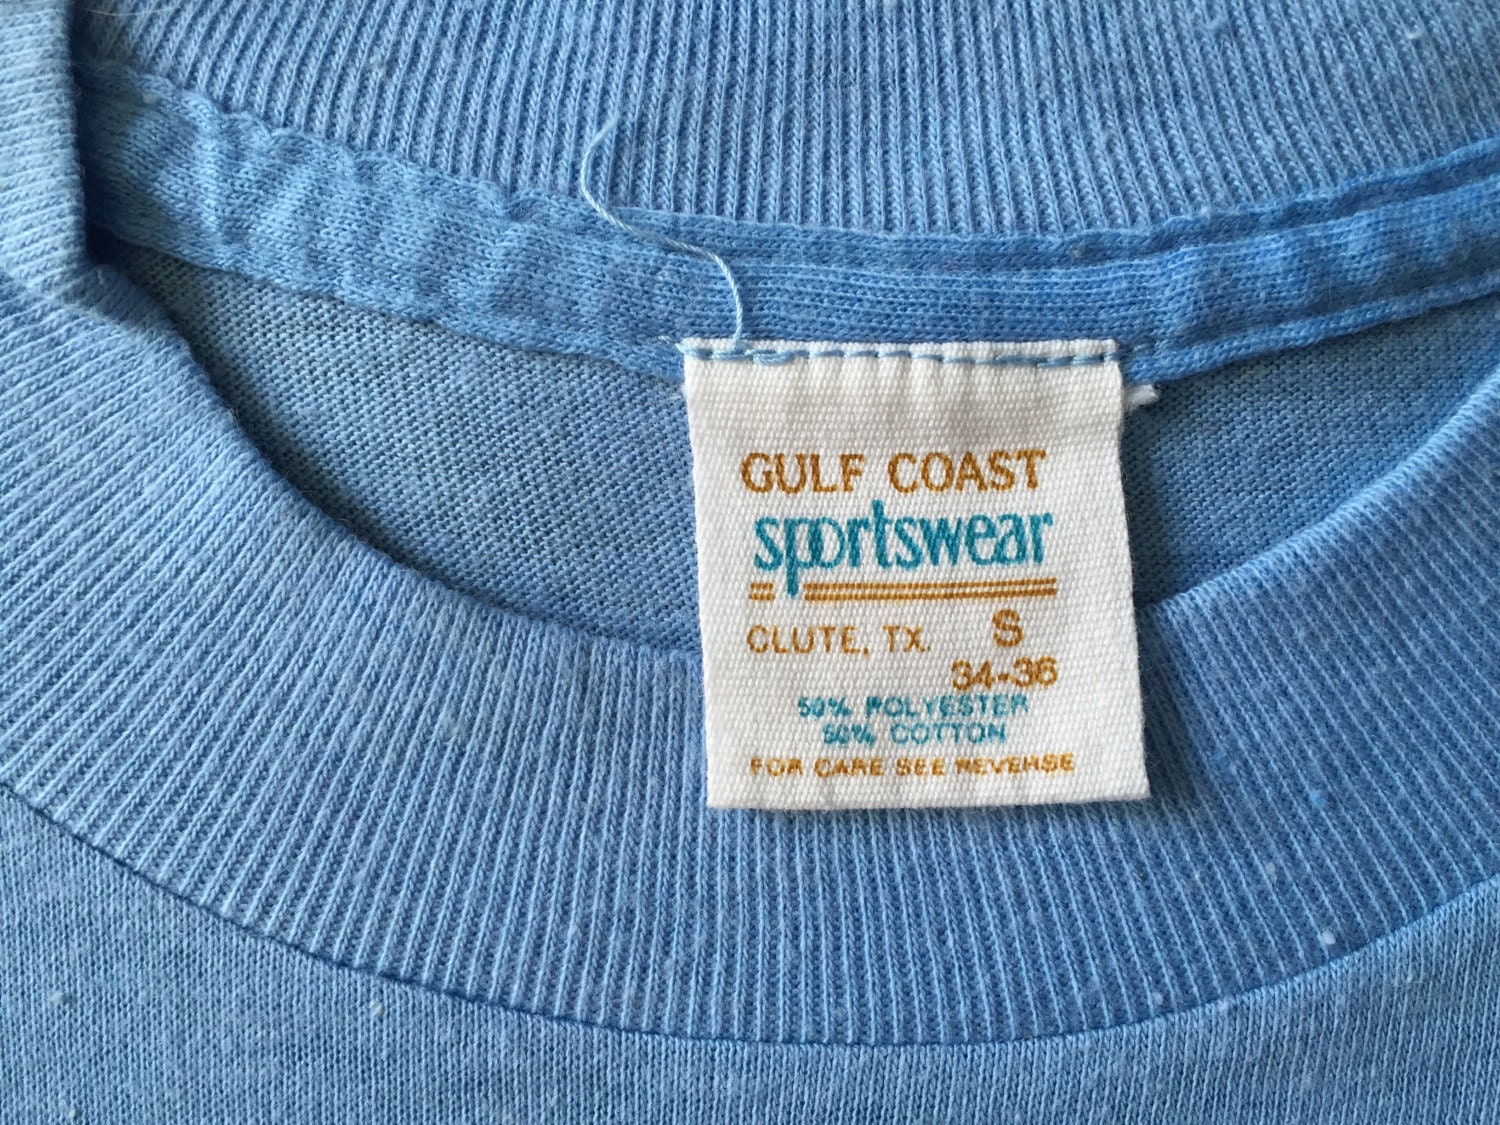 GULF COAST
sportswear
CLUTE, TX. S
34-36
50% POLYESTER
50% COTTON
FOR CARE SEE REVERSE